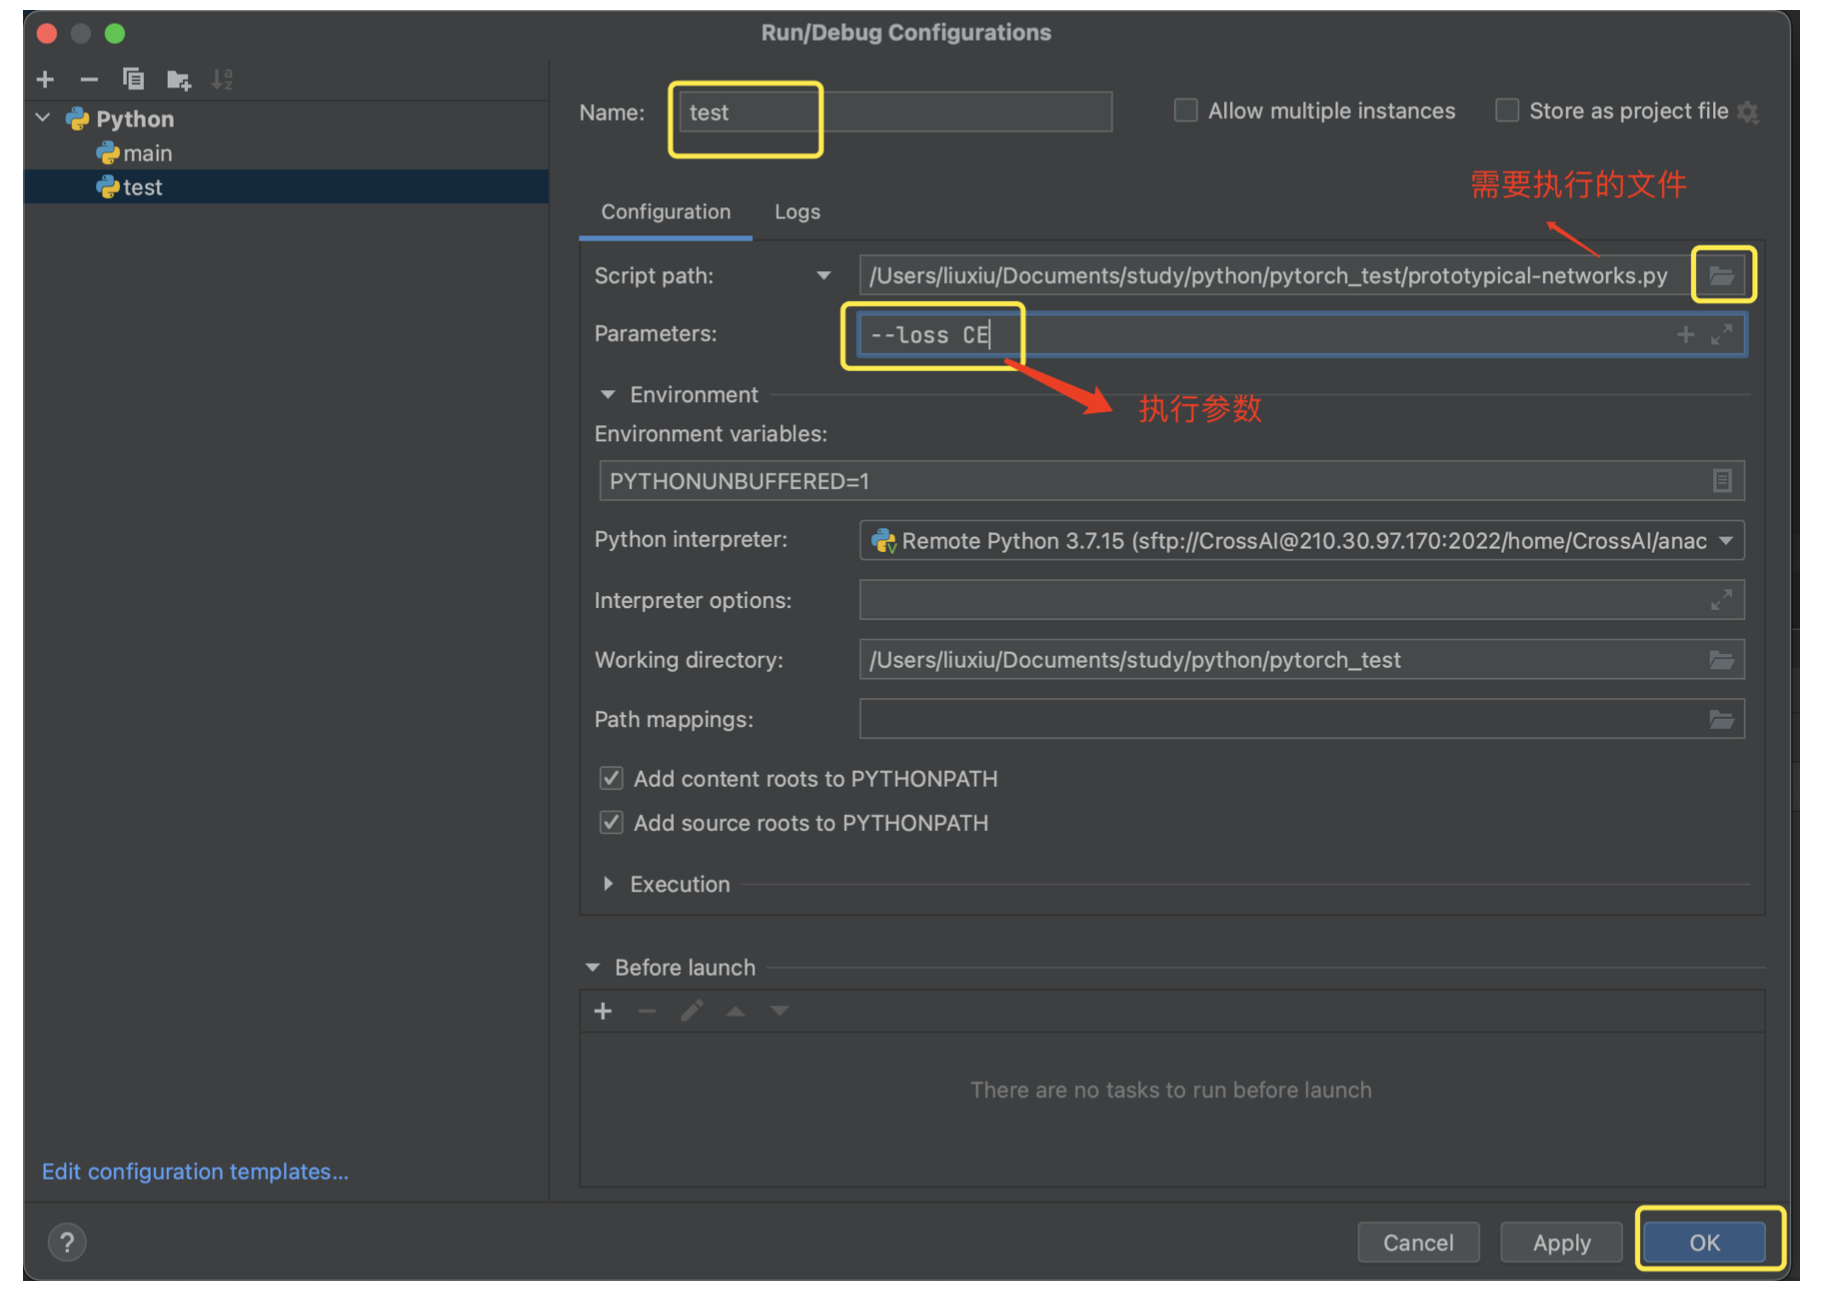 Run/Debug Configurations
Python
main
test
Name: test
Allow multiple instances
Store as project file
需要执行的文件
Configuration Logs
Script path: /Users/liuxiu/Documents/study/python/pytorch_test/prototypical-networks.py
Parameters: --loss CE
执行参数
Environment
Environment variables:
PYTHONUNBUFFERED=1
Python interpreter: Remote Python 3.7.15 (sftp://CrossAI@210.30.97.170:2022/home/CrossAI/anac
Interpreter options:
Working directory: /Users/liuxiu/Documents/study/python/pytorch_test
Path mappings:
Add content roots to PYTHONPATH
Add source roots to PYTHONPATH
Execution
Before launch
There are no tasks to run before launch
Edit configuration templates...
? Cancel Apply OK